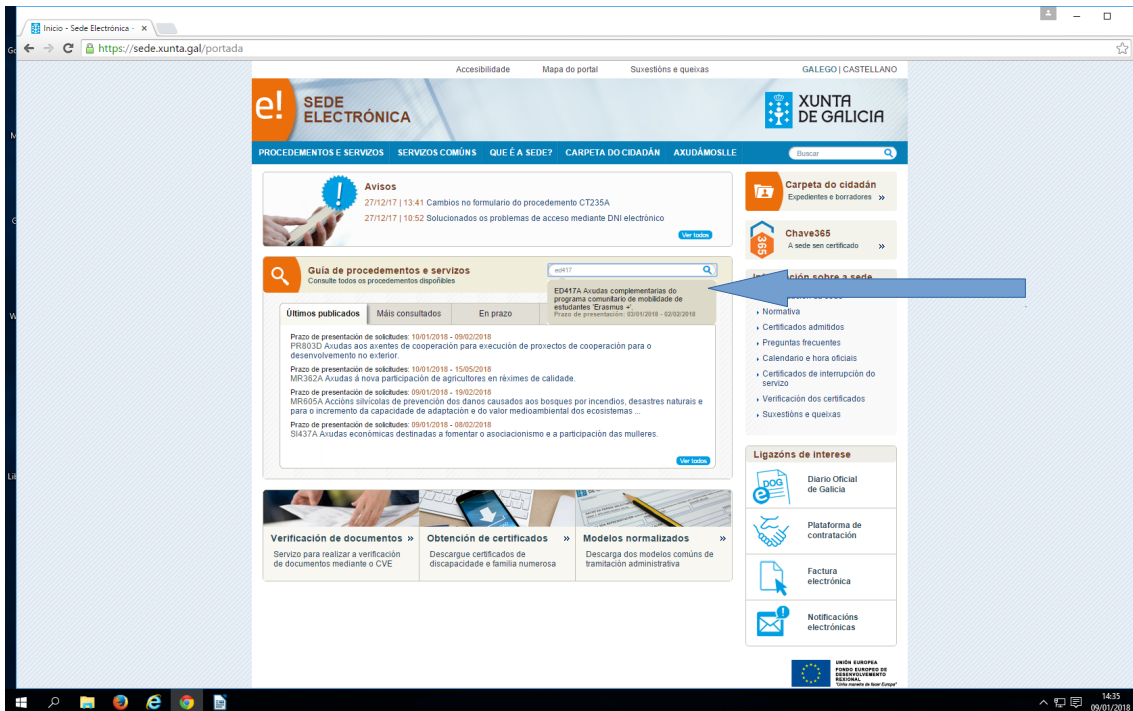 Inicio - Sede Electrónica -
https://sede.xunta.gal/portada
Accesibilidade Mapa do portal Suxestións e queixas GALEGO | CASTELLANO
e! SEDE
ELECTRÓNICA
XUNTA
DE GALICIA
PROCEDEMENTOS E SERVIZOS SERVIZOS COMÚNS QUE É A SEDE? CARPETA DO CIDADÁN AXUDÁMOSLLE
Buscar
Avisos
27/12/17 | 13:41 Cambios no formulario do procedemento CT235A
27/12/17 | 10:52 Solucionados os problemas de acceso mediante DNI electrónico
Ver todos
Guía de procedementos e servizos
Consulte todos os procedementos dispoñibles
ed417
ED417A Axudas complementarias do
programa comunitario de mobilidade de
estudantes 'Erasmus +'.
Prazo de presentación: 03/01/2018 - 02/02/2018
Últimos publicados Máis consultados En prazo
Prazo de presentación de solicitudes: 10/01/2018 - 09/02/2018
PR803D Axudas aos axentes de cooperación para execución de proxectos de cooperación para o
desenvolvemento no exterior.
Prazo de presentación de solicitudes: 10/01/2018 - 15/05/2018
MR362A Axudas á nova participación de agricultores en réximes de calidade.
Prazo de presentación de solicitudes: 09/01/2018 - 19/02/2018
MR605A Accións silvícolas de prevención dos danos causados aos bosques por incendios, desastres naturais e
para o incremento da capacidade de adaptación e do valor medioambiental dos ecosistemas ...
Prazo de presentación de solicitudes: 09/01/2018 - 08/02/2018
SI437A Axudas económicas destinadas a fomentar o asociacionismo e a participación das mulleres.
Ver todos
Verificación de documentos »
Servizo para realizar a verificación
de documentos mediante o CVE
Obtención de certificados »
Descargue certificados de
discapacidade e familia numerosa
Modelos normalizados »
Descarga dos modelos comúns de
tramitación administrativa
Carpeta do cidadán
Expedientes e borradores »
365
Chave365
A sede sen certificado »
Información sobre a sede
Normativa
Certificados admitidos
Preguntas frecuentes
Calendario e hora oficiais
Certificados de interrupción do
servizo
Verificación dos certificados
Suxestións e queixas
Ligazóns de interese
DOG
Diario Oficial
de Galicia
Plataforma de
contratación
Factura
electrónica
Notificacións
electrónicas
UNIÓN EUROPEA
FONDO EUROPEO DE
DESENVOLVEMENTO
REXIONAL
"Unha maneira de facer Europa"
14:35
09/01/2018